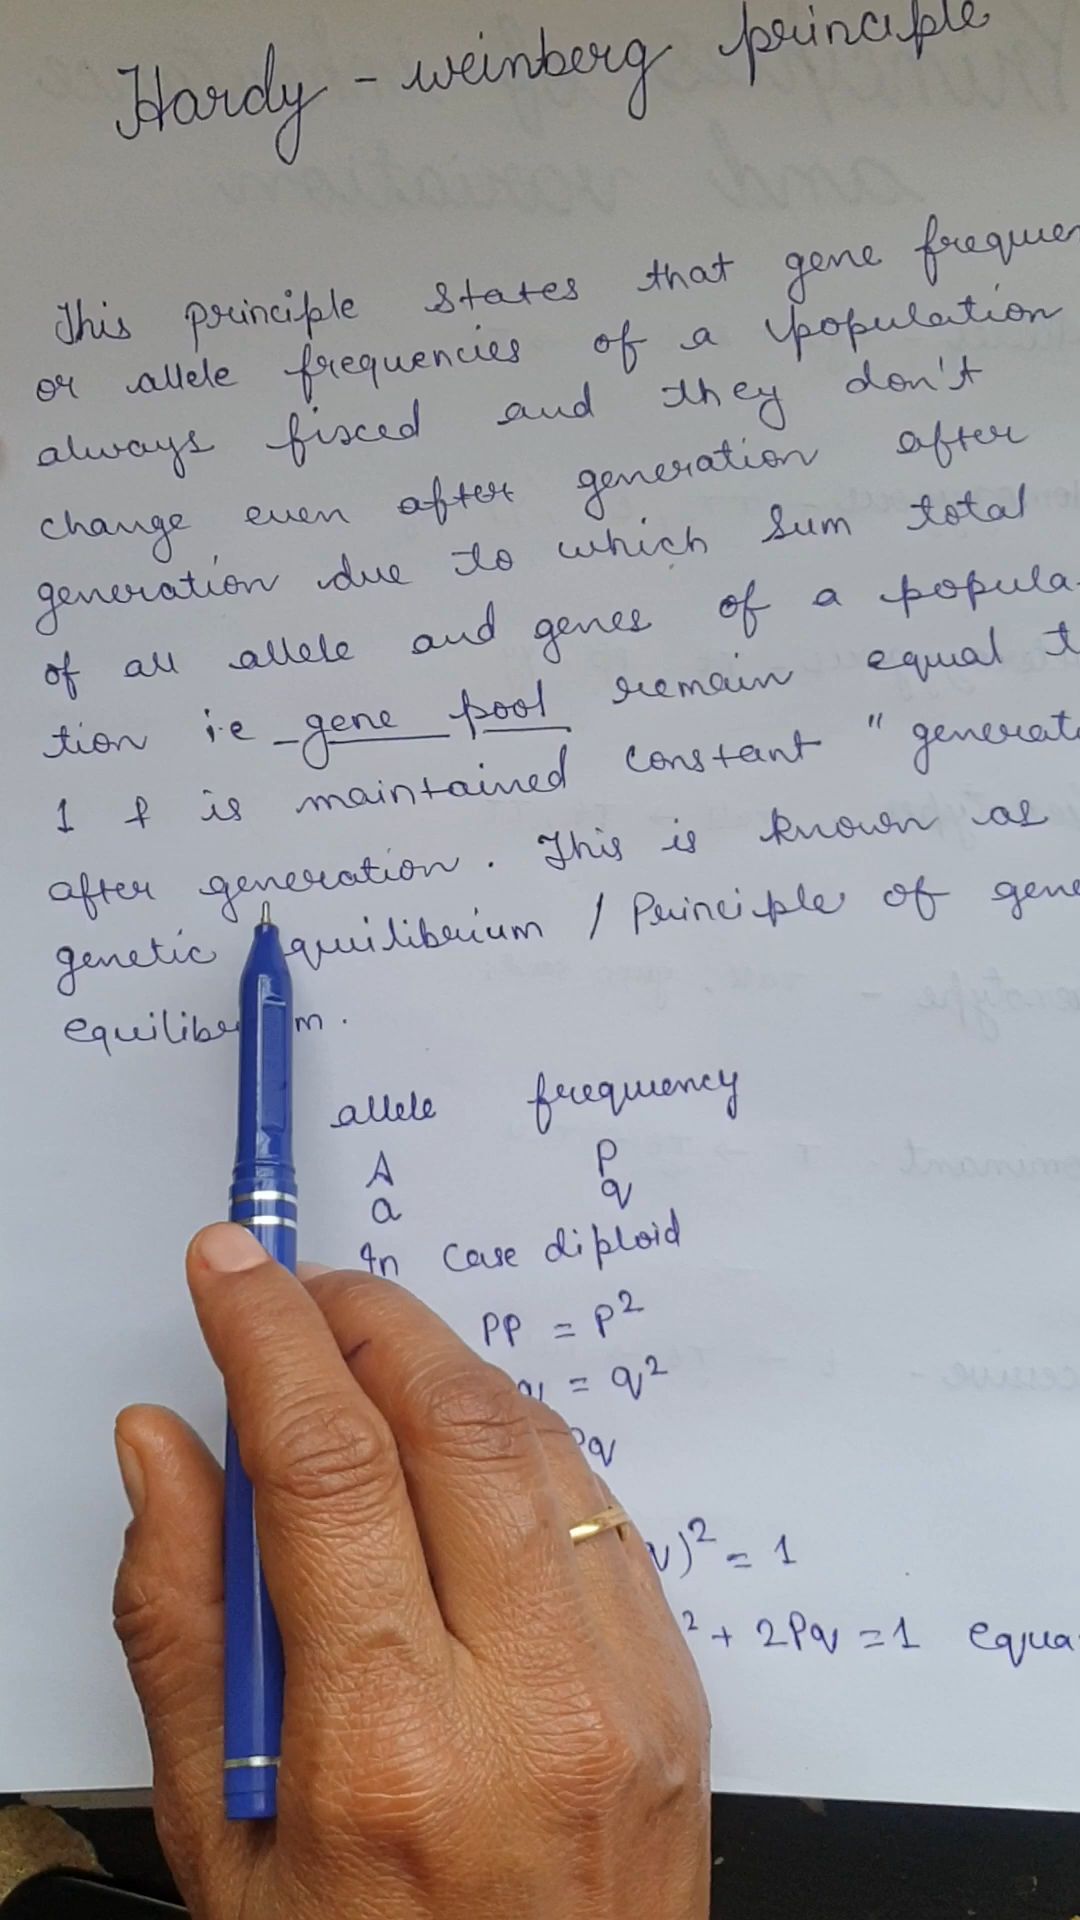 Hardy - weinberg principle
This principle states that gene frequen
or allele frequencies of a population
always fixed and they don't
change even after generation after
generation due to which sum total
of all allele and genes of a popula-
tion i.e gene pool remain equal t
1 & is maintained constant "generat
after generation. This is known as
genetic equilibrium / Principle of gene
equilibr m.
allele frequency
A P
a q
In case diploid
PP = P²
= q²
Pq
)² = 1
² + 2Pq = 1 equa